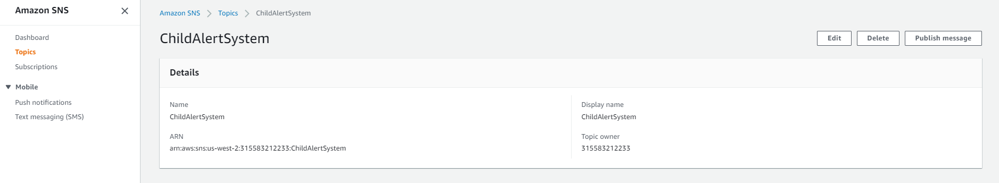 Amazon SNS
Dashboard
Topics
Subscriptions
Mobile
Push notifications
Text messaging (SMS)
Amazon SNS > Topics > ChildAlertSystem
ChildAlertSystem
Edit
Delete
Publish message
Details
Name
ChildAlertSystem
ARN
arn:aws:sns:us-west-2:315583212233:ChildAlertSystem
Display name
ChildAlertSystem
Topic owner
315583212233